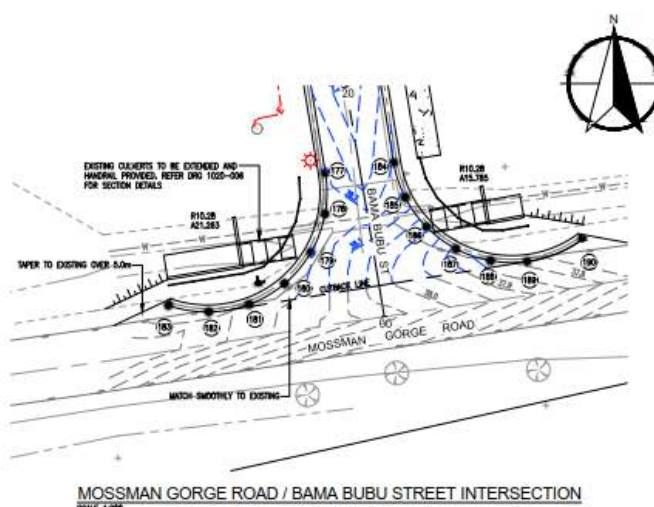 N
20
EXISTING CULVERTS TO BE EXTENDED AND
HANDRAIL PROVIDED. REFER DRG 1020-006
FOR SECTION DETAILS
R10.28
A21.263
R10.28
A15.785
177
178
179
180
181
182
183
184
185
186
187
188
189
190
BAMA BUBU ST
W
W
TAPER TO EXISTING OVER 5.0m
CUTBACK LINE
MOSSMAN GORGE ROAD
MATCH SMOOTHLY TO EXISTING
MOSSMAN GORGE ROAD / BAMA BUBU STREET INTERSECTION